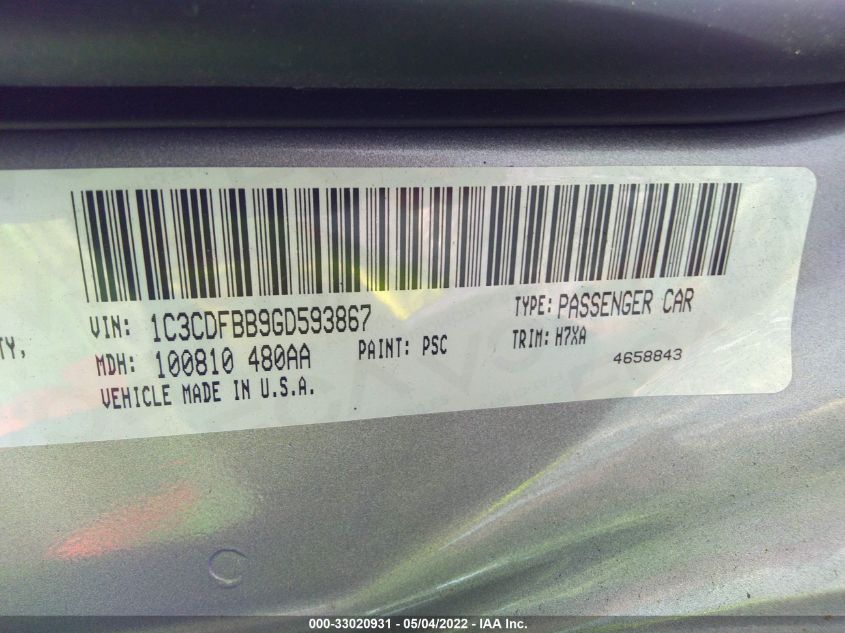 VIN: 1C3CDFBB9GD593867 TYPE: PASSENGER CAR
TY, MDH: 100810 480AA PAINT: PSC TRIM: H7XA
VEHICLE MADE IN U.S.A. 4658843
000-33020931 - 05/04/2022 - IAA Inc.